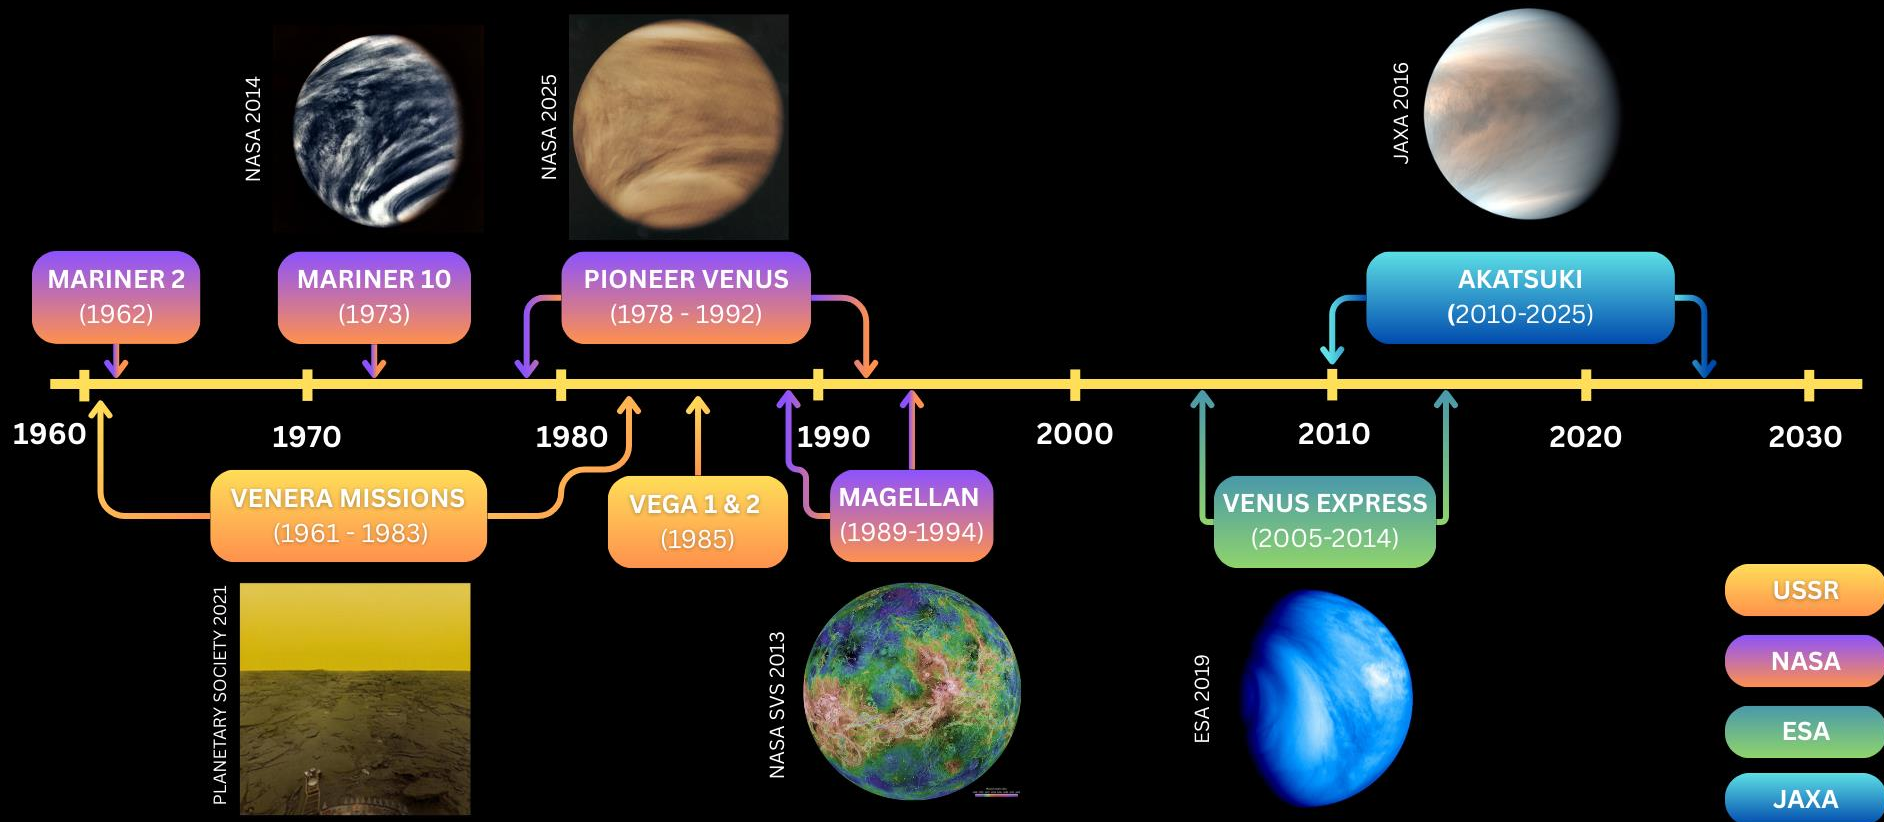 NASA 2014
NASA 2025
JAXA 2016
MARINER 2
(1962)
MARINER 10
(1973)
PIONEER VENUS
(1978 - 1992)
AKATSUKI
(2010-2025)
1960
1970
1980
1990
2000
2010
2020
2030
VENERA MISSIONS
(1961 - 1983)
VEGA 1 & 2
(1985)
MAGELLAN
(1989-1994)
VENUS EXPRESS
(2005-2014)
PLANETARY SOCIETY 2021
NASA SVS 2013
ESA 2019
USSR
NASA
ESA
JAXA